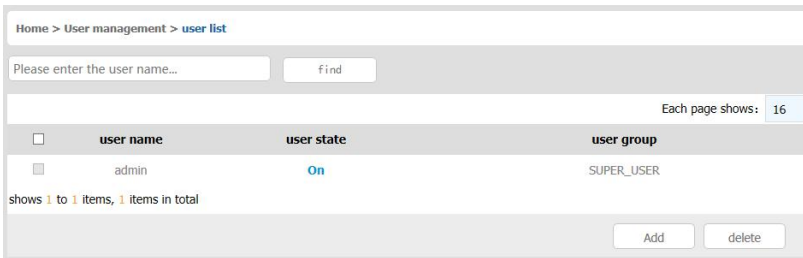 Home > User management > user list
Please enter the user name... find
Each page shows: 16
user name user state user group
admin On SUPER_USER
shows 1 to 1 items, 1 items in total
Add delete